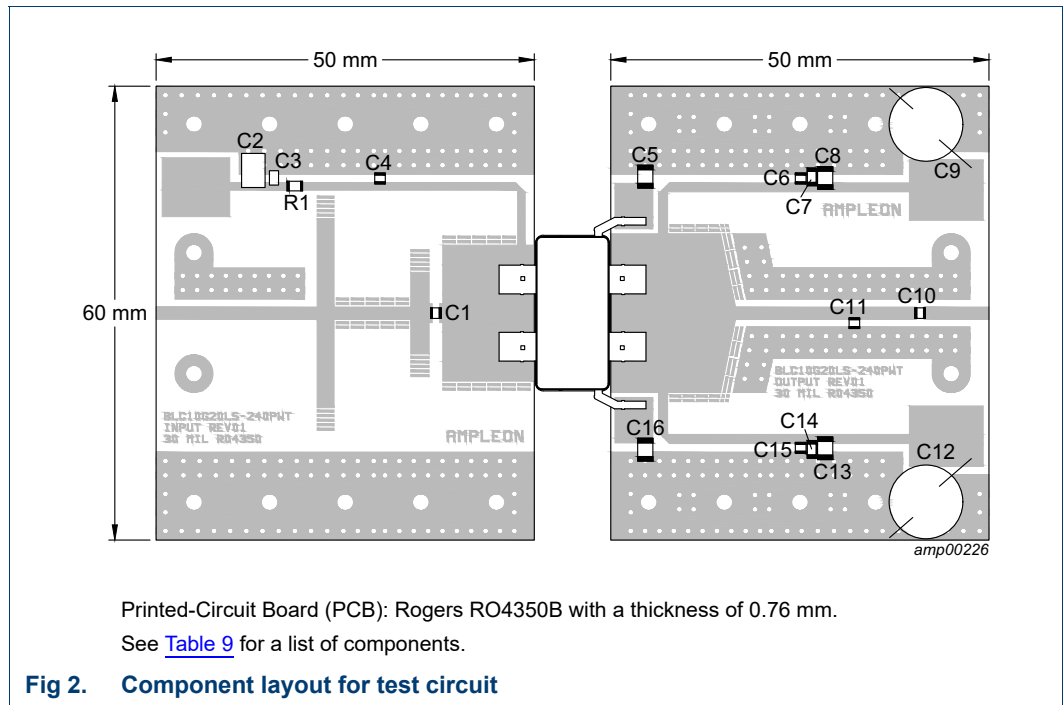 50 mm
50 mm
60 mm
C2
C3
C4
R1
C1
C5
C6
C7
C8
C9
AMPLEON
C11
C10
BLC10G20LS-240PWT
INPUT REV01
30 MIL RO4350
AMPLEON
BLC10G20LS-240PWT
OUTPUT REV01
30 MIL RO4350
C16
C14
C15
C13
C12
amp00226
Printed-Circuit Board (PCB): Rogers RO4350B with a thickness of 0.76 mm.
See Table 9 for a list of components.
Fig 2. Component layout for test circuit